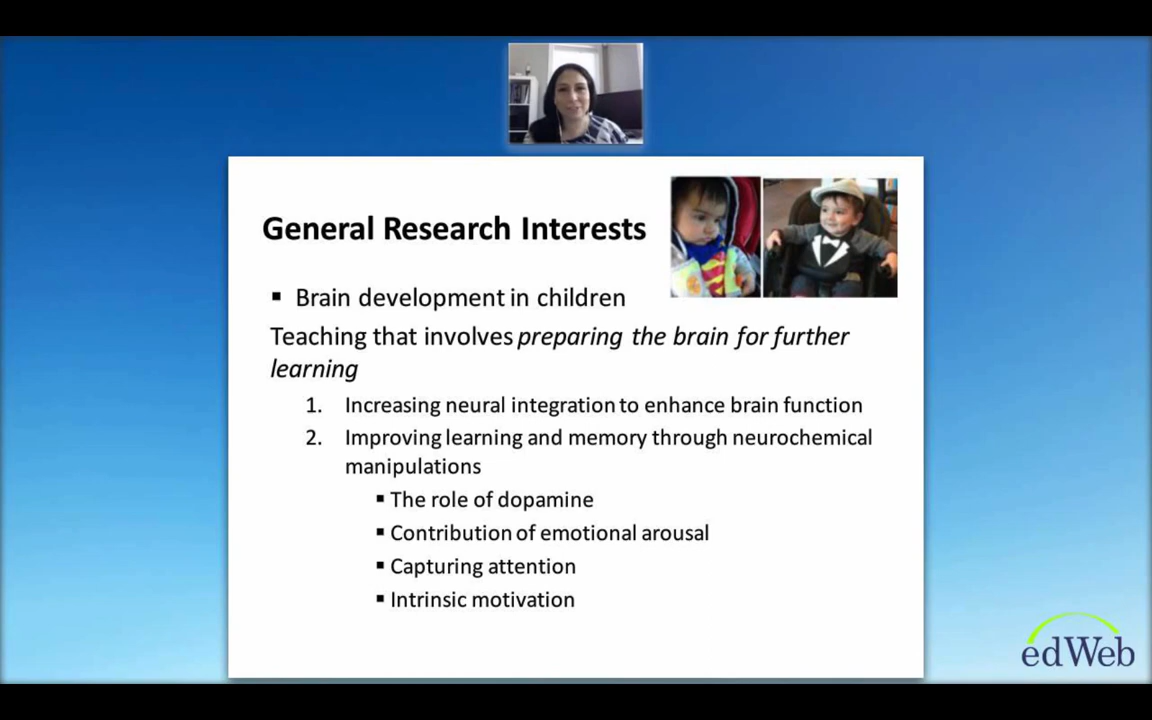 General Research Interests
▪ Brain development in children
Teaching that involves preparing the brain for further
learning
1. Increasing neural integration to enhance brain function
2. Improving learning and memory through neurochemical
manipulations
▪ The role of dopamine
▪ Contribution of emotional arousal
▪ Capturing attention
▪ Intrinsic motivation
edWeb